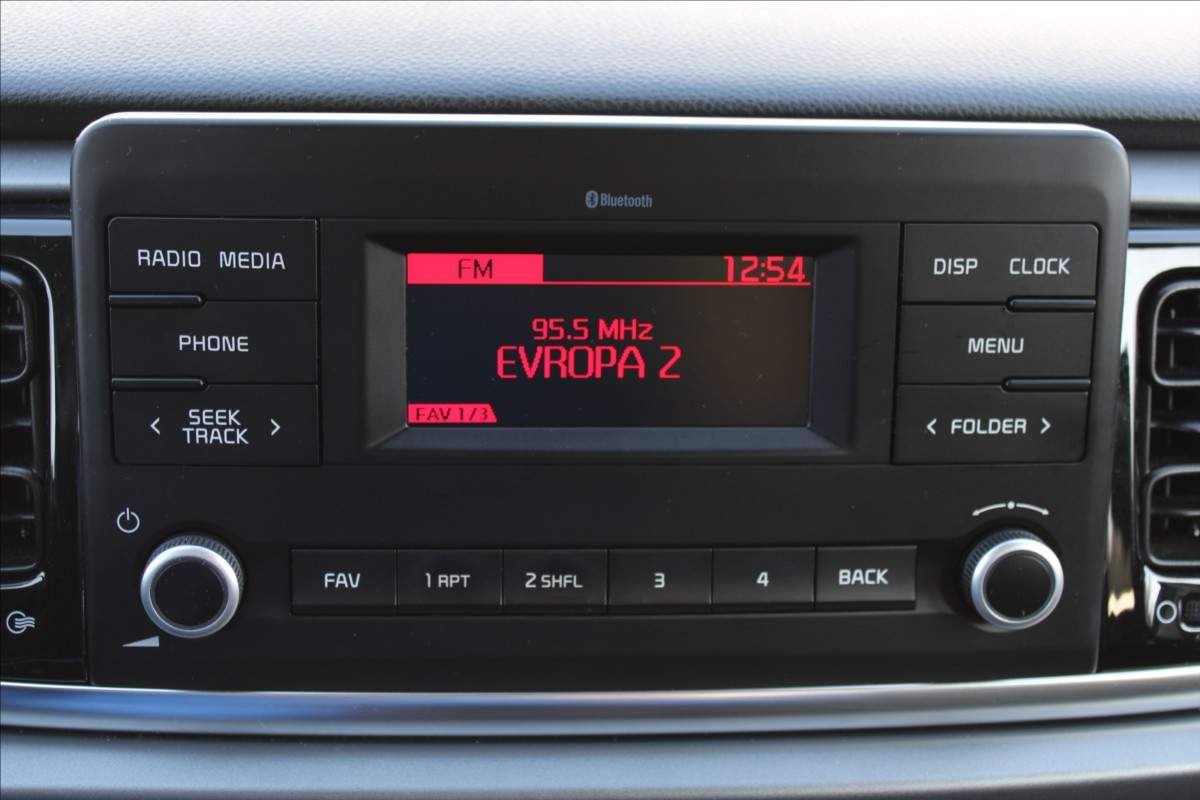 Bluetooth
RADIO MEDIA
PHONE
< SEEK TRACK >
FM 12:54
95.5 MHz
EVROPA 2
FAV 1/3
DISP CLOCK
MENU
< FOLDER >
FAV 1 RPT 2 SHFL 3 4 BACK